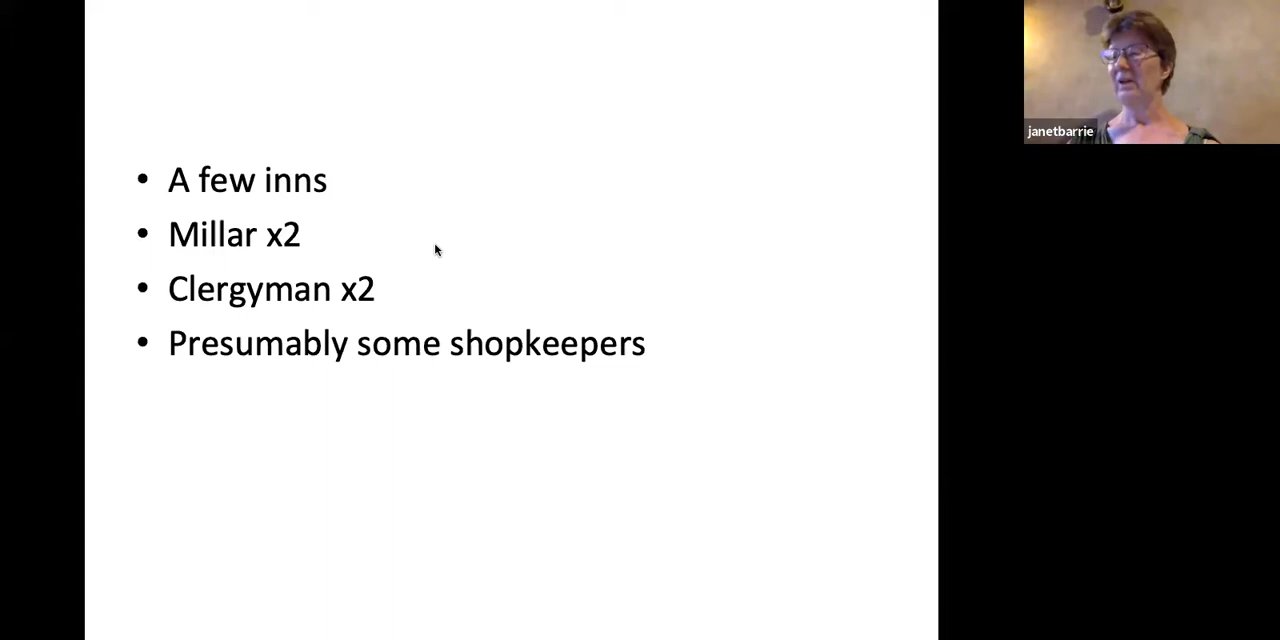 • A few inns
• Millar x2
• Clergyman x2
• Presumably some shopkeepers
janetbarrie